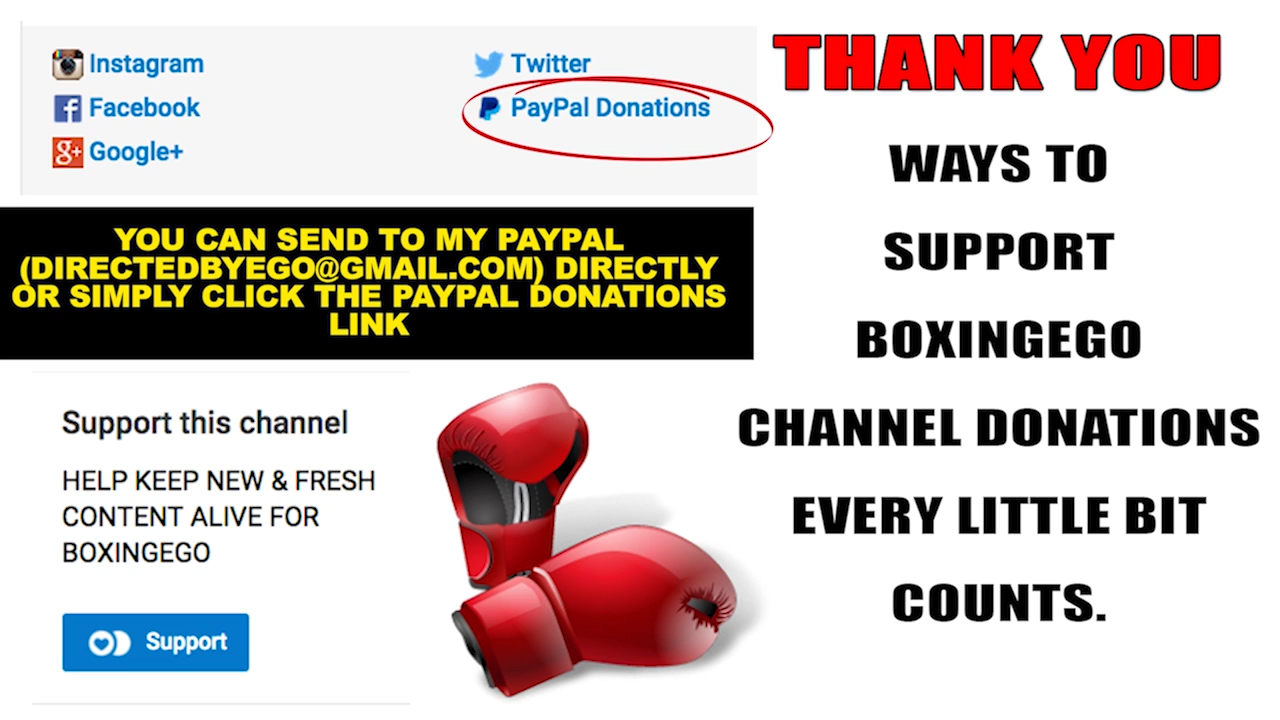 Instagram
Twitter
Facebook
PayPal Donations
Google+
YOU CAN SEND TO MY PAYPAL
(DIRECTEDBYEGO@GMAIL.COM) DIRECTLY
OR SIMPLY CLICK THE PAYPAL DONATIONS
LINK
Support this channel
HELP KEEP NEW & FRESH
CONTENT ALIVE FOR
BOXINGEGO
Support
THANK YOU
WAYS TO
SUPPORT
BOXINGEGO
CHANNEL DONATIONS
EVERY LITTLE BIT
COUNTS.